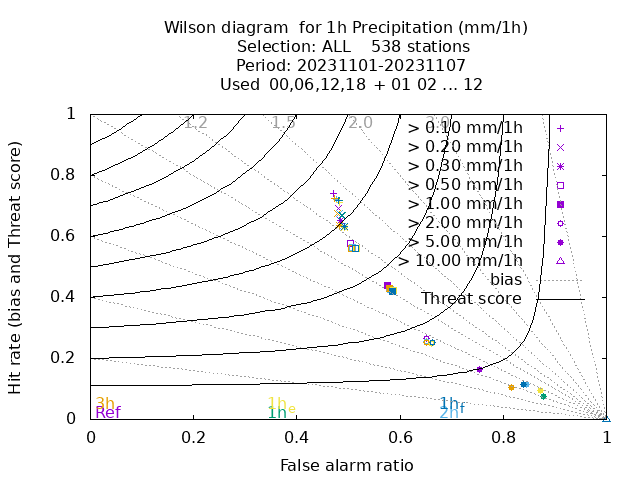 Wilson diagram  for 1h Precipitation (mm/1h)
Selection: ALL    538 stations
Period: 20231101-20231107
Used  00,06,12,18  + 01 02 ... 12
Hit rate (bias and Threat score)
1
0.8
0.6
0.4
0.2
0
1.2
1.5
2.0
3.0
> 0.10 mm/1h
> 0.20 mm/1h
> 0.30 mm/1h
> 0.50 mm/1h
> 1.00 mm/1h
> 2.00 mm/1h
> 5.00 mm/1h
> 10.00 mm/1h
bias
Threat score
3h 1h_e 1h_f
Ref 1h 2h
0 0.2 0.4 0.6 0.8 1
False alarm ratio